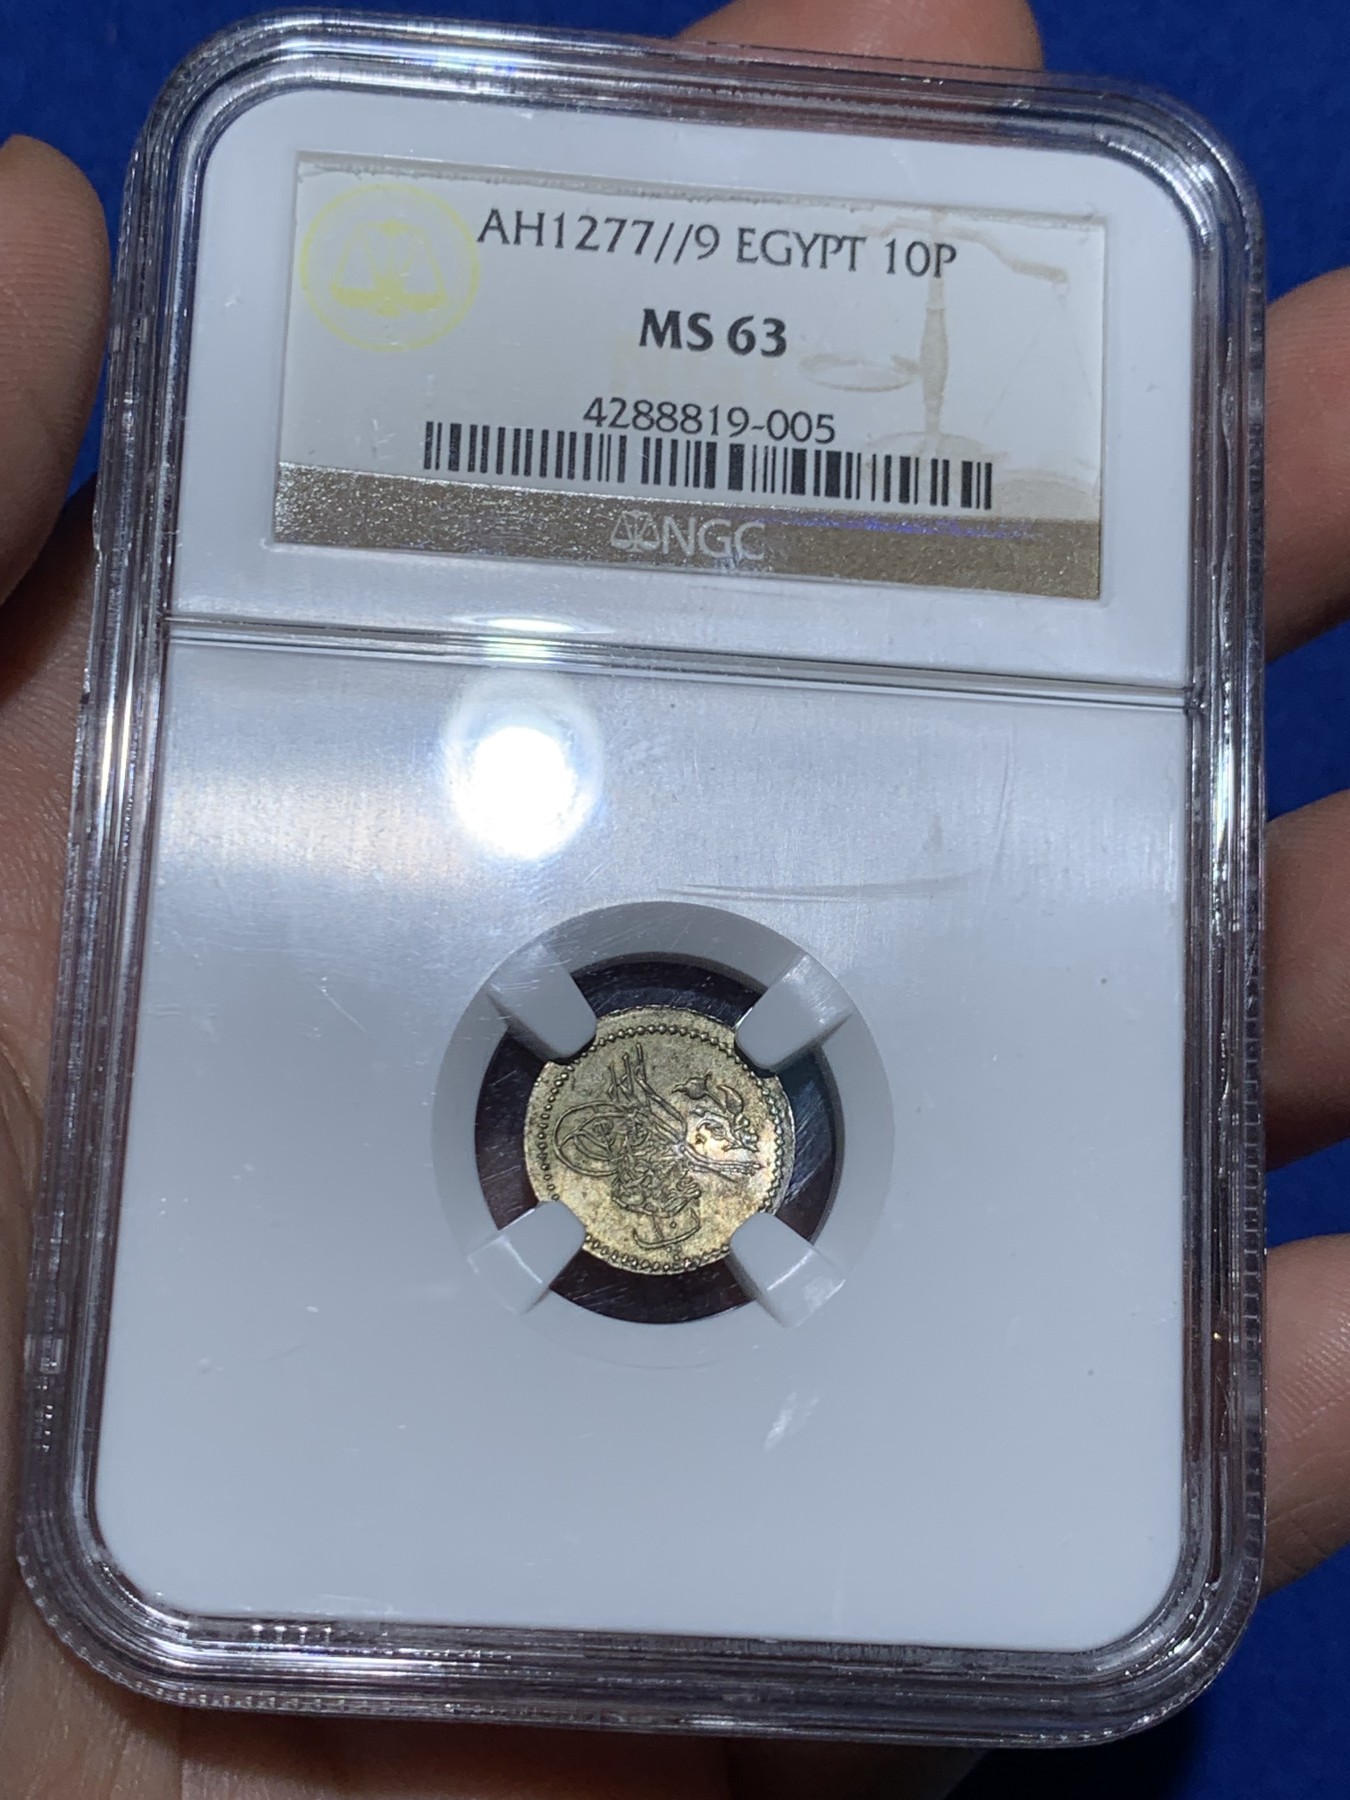 AH1277//9 EGYPT 10P
MS 63
4288819-005
NGC